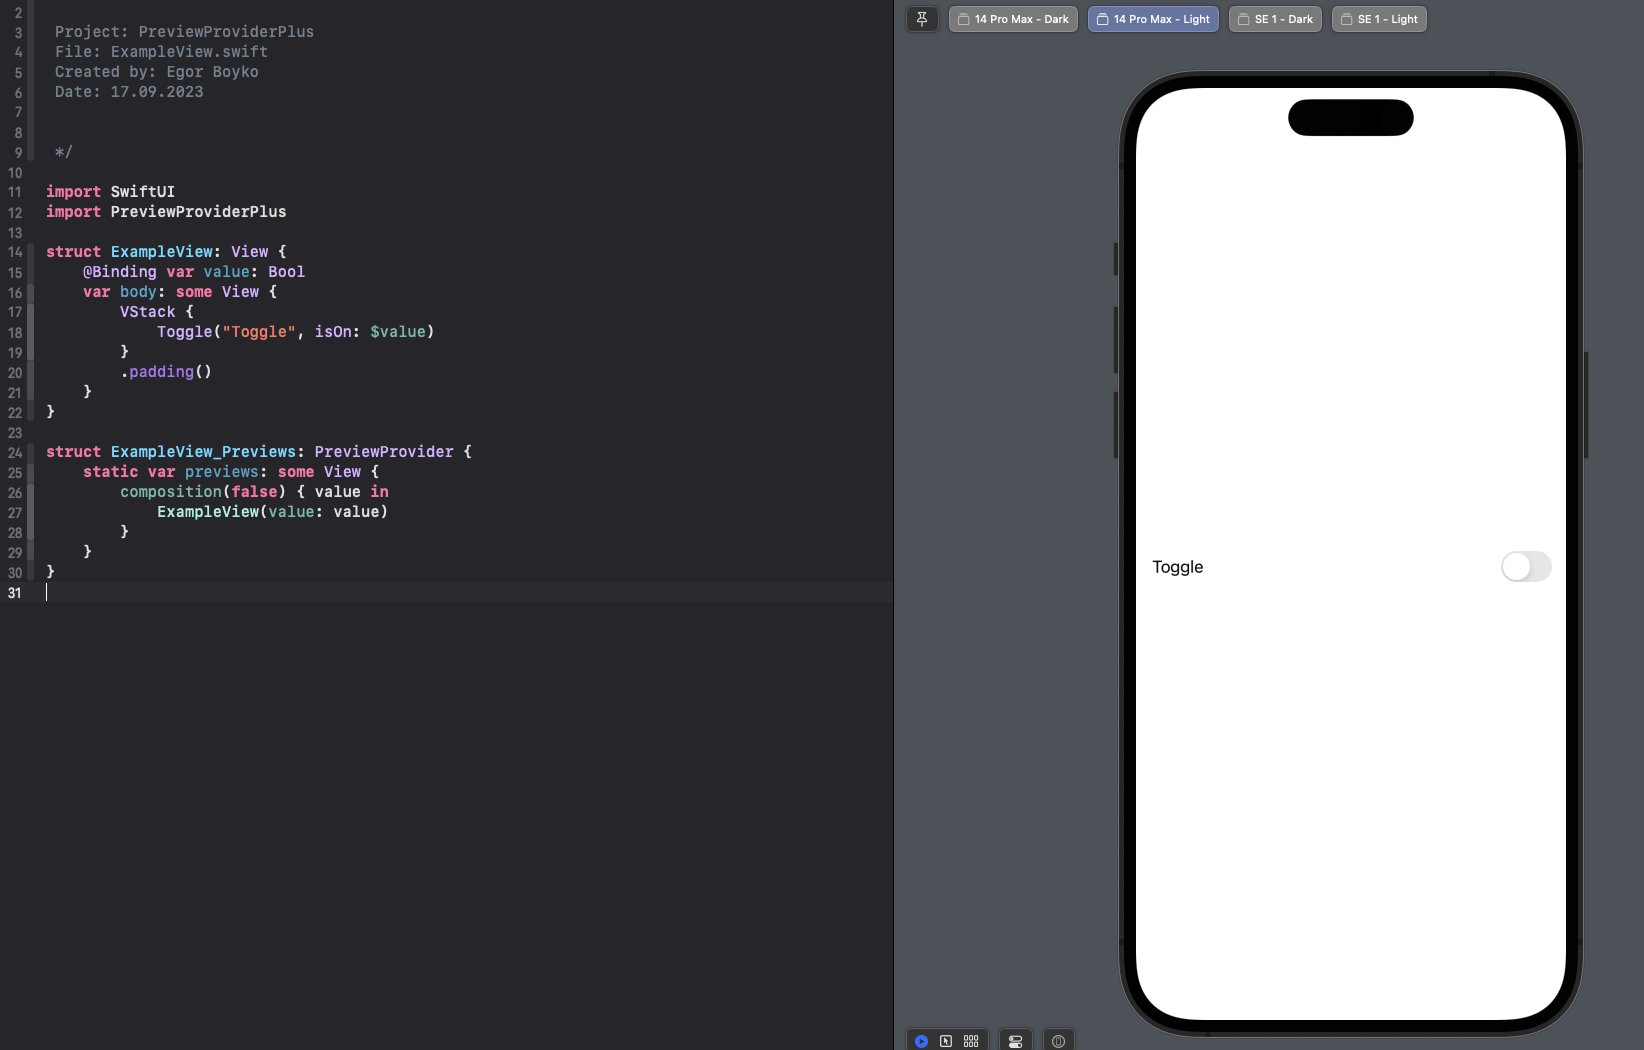 2
3 Project: PreviewProviderPlus
4 File: ExampleView.swift
5 Created by: Egor Boyko
6 Date: 17.09.2023
7
8
9 */
10
11 import SwiftUI
12 import PreviewProviderPlus
13
14 struct ExampleView: View {
15 @Binding var value: Bool
16 var body: some View {
17 VStack {
18 Toggle("Toggle", isOn: $value)
19 }
20 .padding()
21 }
22 }
23
24 struct ExampleView_Previews: PreviewProvider {
25 static var previews: some View {
26 composition(false) { value in
27 ExampleView(value: value)
28 }
29 }
30 }
31
14 Pro Max - Dark
14 Pro Max - Light
SE 1 - Dark
SE 1 - Light
Toggle